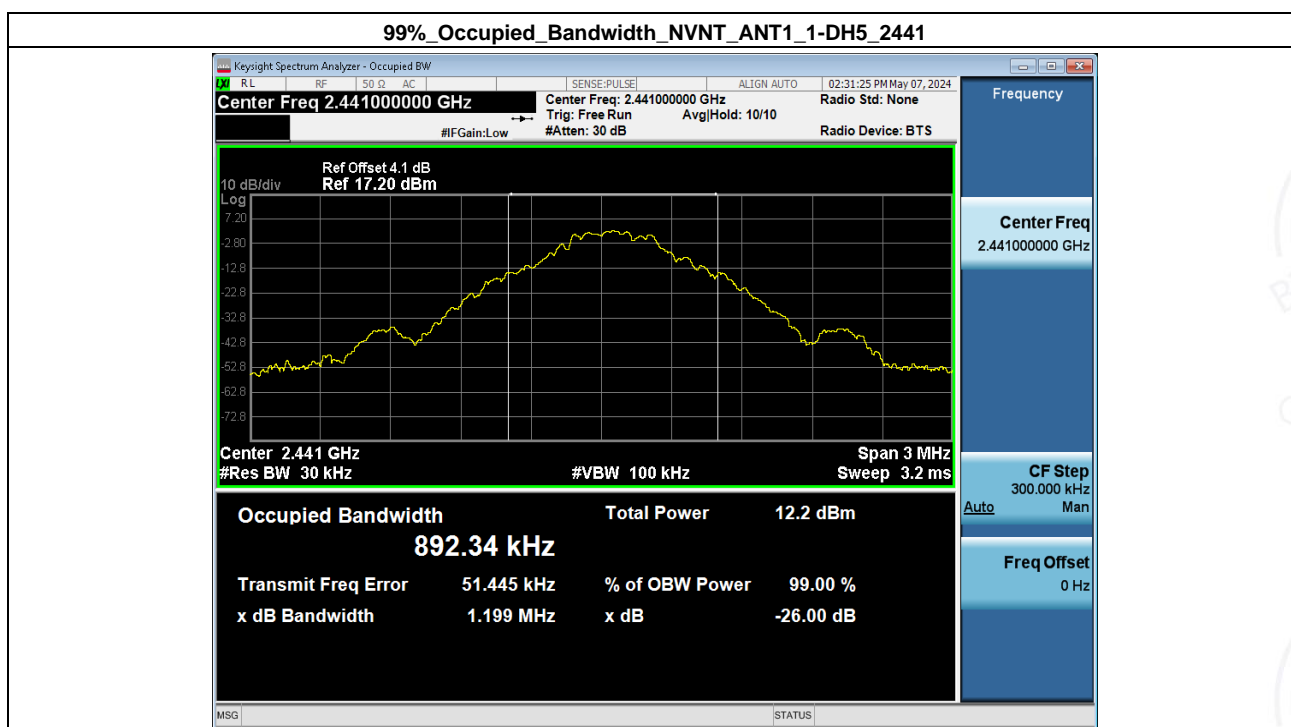 99%_Occupied_Bandwidth_NVNT_ANT1_1-DH5_2441
Keysight Spectrum Analyzer - Occupied BW
LXI RL RF 50 Ω AC SENSE:PULSE ALIGN AUTO 02:31:25 PM May 07, 2024
Center Freq 2.441000000 GHz Center Freq: 2.441000000 GHz Radio Std: None
Trig: Free Run Avg|Hold: 10/10
#IFGain:Low #Atten: 30 dB Radio Device: BTS
Ref Offset 4.1 dB
10 dB/div Ref 17.20 dBm
Log
7.20
-2.80
-12.8
-22.8
-32.8
-42.8
-52.8
-62.8
-72.8
Center 2.441 GHz Span 3 MHz
#Res BW 30 kHz #VBW 100 kHz Sweep 3.2 ms
Occupied Bandwidth Total Power 12.2 dBm
892.34 kHz
Transmit Freq Error 51.445 kHz % of OBW Power 99.00 %
x dB Bandwidth 1.199 MHz x dB -26.00 dB
MSG STATUS
Frequency
Center Freq
2.441000000 GHz
CF Step
300.000 kHz
Auto Man
Freq Offset
0 Hz